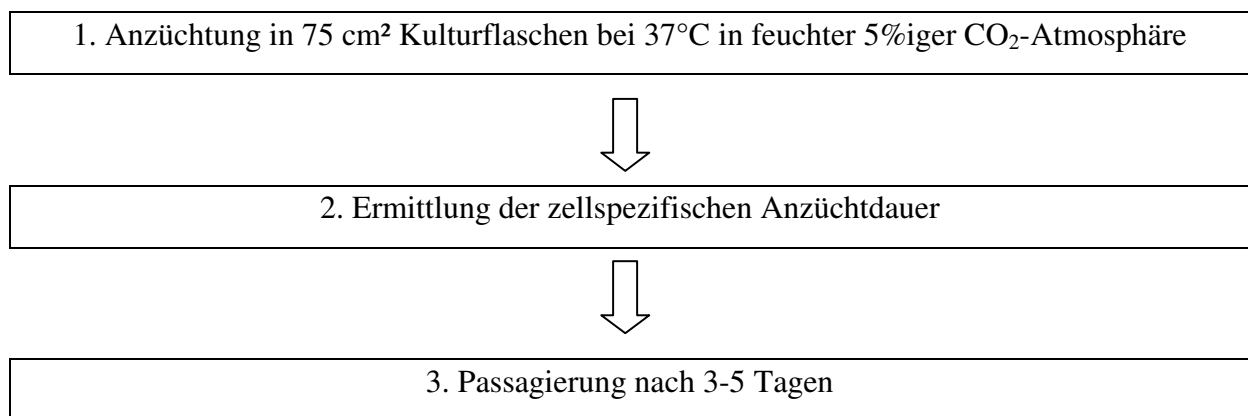 1. Anzüchtung in 75 cm² Kulturflaschen bei 37°C in feuchter 5%iger CO₂-Atmosphäre
2. Ermittlung der zellspezifischen Anzüchtdauer
3. Passagierung nach 3-5 Tagen